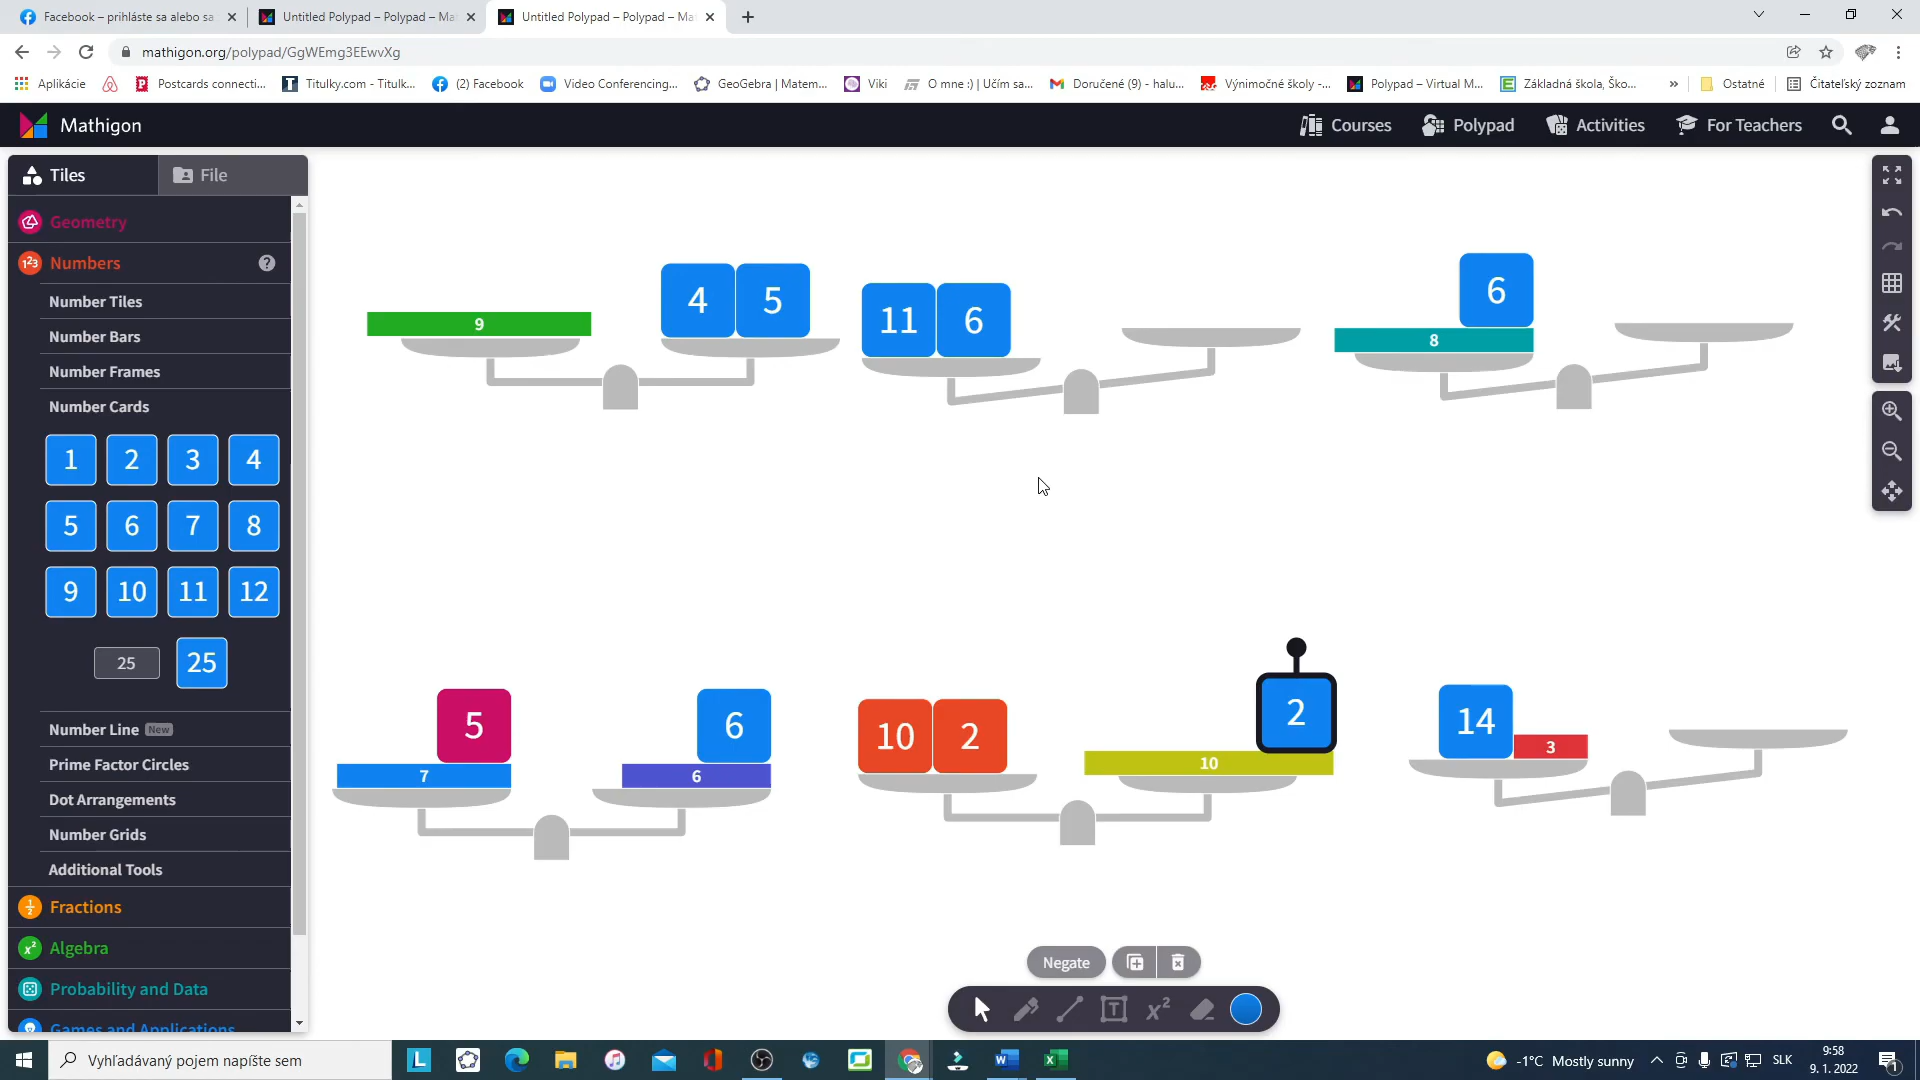 Facebook – prihláste sa alebo sa
Untitled Polypad – Polypad – Ma
Untitled Polypad – Polypad – Ma
mathigon.org/polypad/GgWEmg3EEwvXg
Aplikácie
Postcards connecti...
Titulky.com - Titulk...
(2) Facebook
Video Conferencing...
GeoGebra | Matem...
Viki
O mne :) | Učím sa...
Doručené (9) - halu...
Výnimočné školy -...
Polypad – Virtual M...
Základná škola, Ško...
»
Ostatné
Čitateľský zoznam
Mathigon
Courses
Polypad
Activities
For Teachers
Tiles
File
Geometry
123 Numbers ?
Number Tiles
Number Bars
Number Frames
Number Cards
1 2 3 4
5 6 7 8
9 10 11 12
25 25
Number Line New
Prime Factor Circles
Dot Arrangements
Number Grids
Additional Tools
1/2 Fractions
x² Algebra
Probability and Data
Games and Applications
9
4 5
11 6
6
8
5
7
6
6
10 2
2
10
14
3
Negate
T x²
Vyhľadávaný pojem napíšte sem
-1°C Mostly sunny
SLK
9:58
9. 1. 2022
1